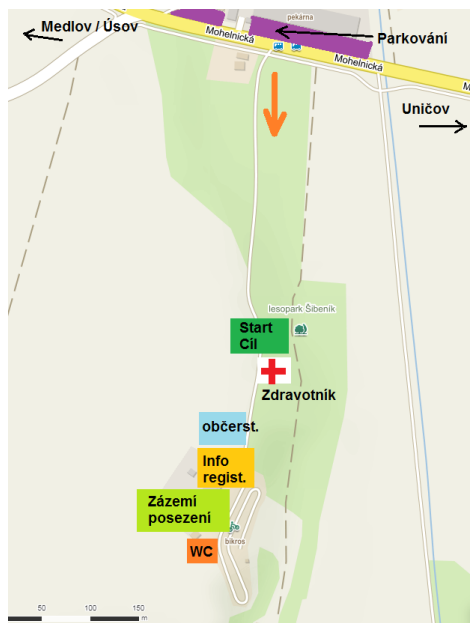 pekárna
Medlov / Úsov
Parkování
Mohelnická
Mohelnická
M
Uničov
lesopark Šibeník
Start
Cíl
Zdravotník
občerst.
Info
regist.
Zázemí
posezení
bikros
WC
50 100 150
m